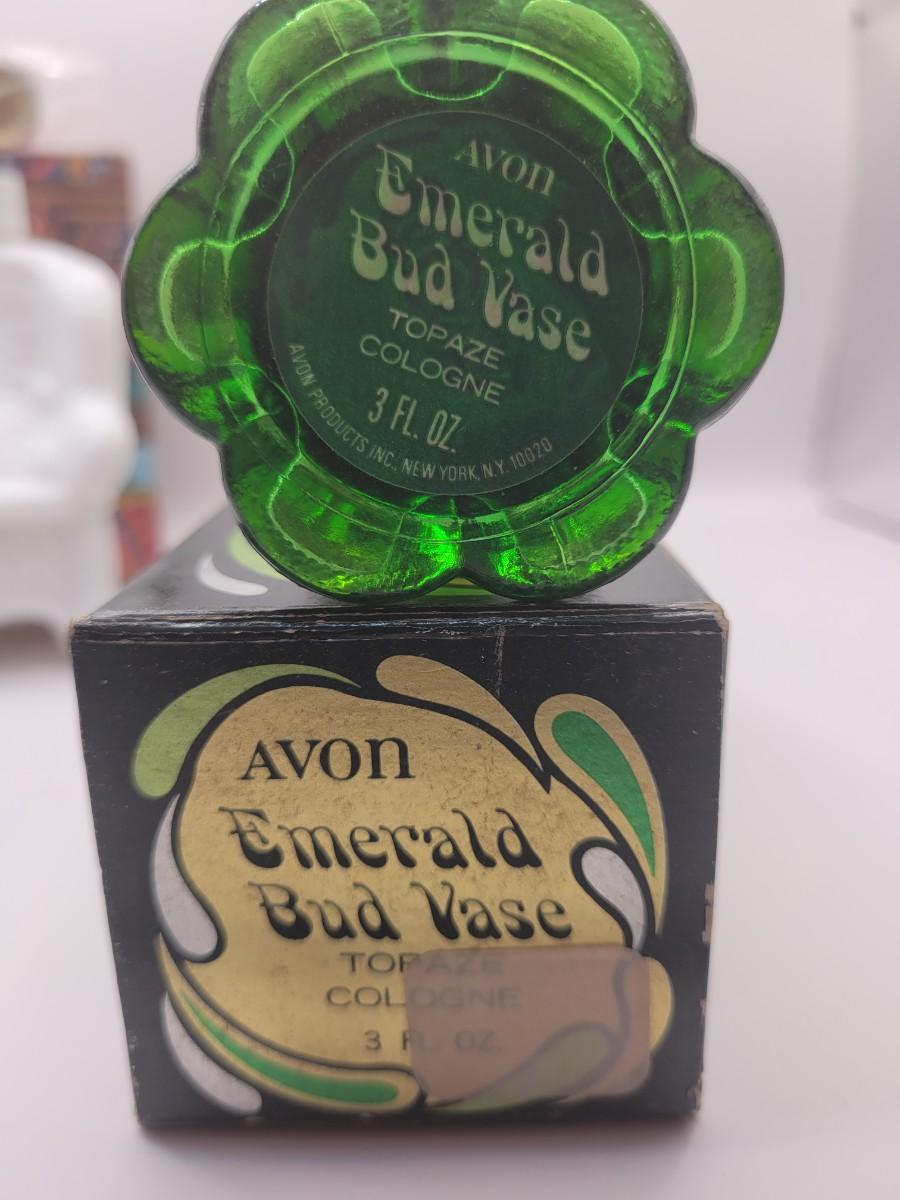 AVON
Emerald
Bud Vase
TOPAZE
COLOGNE
3 FL. OZ.
AVON PRODUCTS INC., NEW YORK, N.Y. 10020
AVON
Emerald
Bud Vase
TOPAZE
COLOGNE
3 FL. OZ.